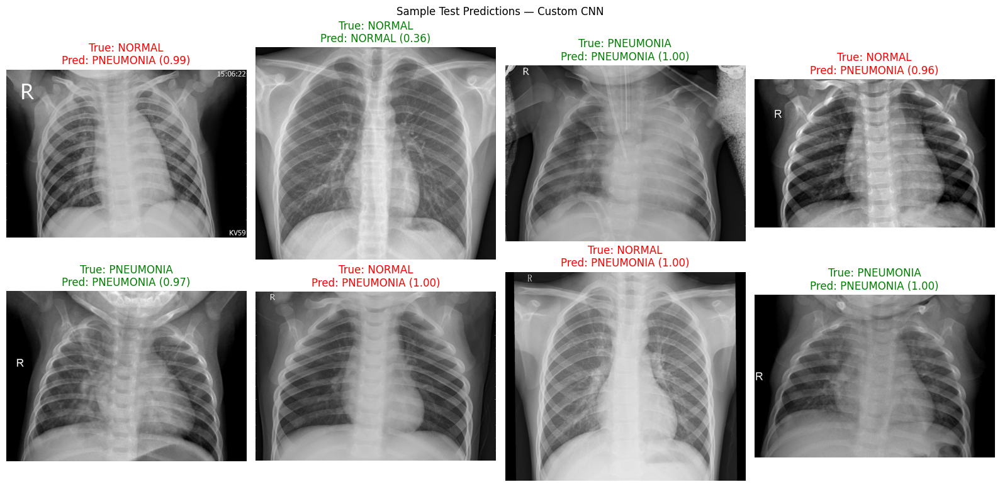 Sample Test Predictions — Custom CNN
True: NORMAL
Pred: PNEUMONIA (0.99)
R
15:06:22
KV59
True: NORMAL
Pred: NORMAL (0.36)
True: PNEUMONIA
Pred: PNEUMONIA (1.00)
R
True: NORMAL
Pred: PNEUMONIA (0.96)
R
True: PNEUMONIA
Pred: PNEUMONIA (0.97)
R
True: NORMAL
Pred: PNEUMONIA (1.00)
R
True: NORMAL
Pred: PNEUMONIA (1.00)
R
True: PNEUMONIA
Pred: PNEUMONIA (1.00)
R